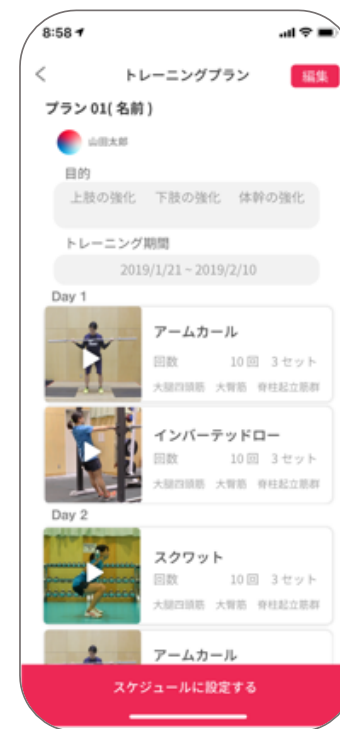 8:58
トレーニングプラン
編集
プラン 01( 名前 )
山田太郎
目的
上肢の強化 下肢の強化 体幹の強化
トレーニング期間
2019/1/21 ~ 2019/2/10
Day 1
アームカール
回数 10 回 3 セット
大腿四頭筋 大臀筋 脊柱起立筋群
インバーテッドロー
回数 10 回 3 セット
大腿四頭筋 大臀筋 脊柱起立筋群
Day 2
スクワット
回数 10 回 3 セット
大腿四頭筋 大臀筋 脊柱起立筋群
アームカール
スケジュールに設定する